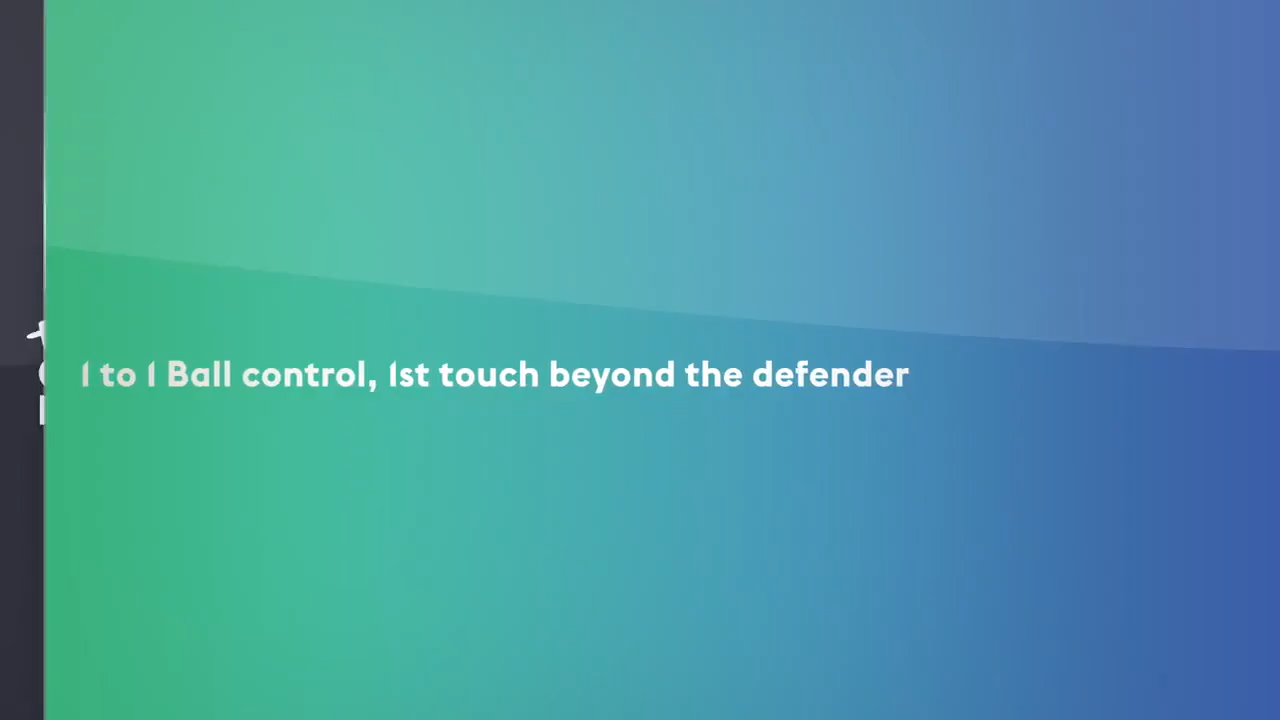 1 to 1 Ball control, 1st touch beyond the defender